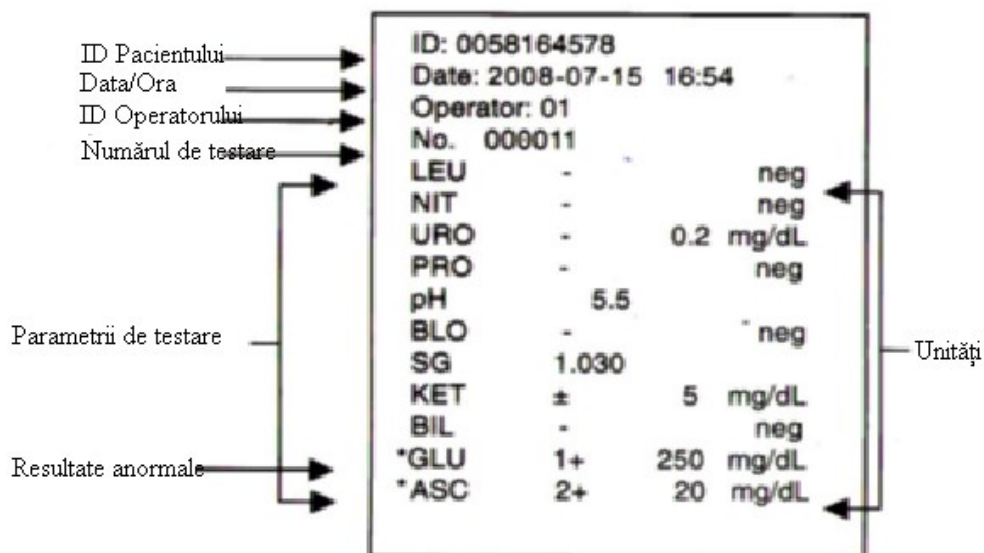 ID Pacientului
Data/Ora
ID Operatorului
Numărul de testare
Parametrii de testare
Resultate anormale
ID: 0058164578
Date: 2008-07-15 16:54
Operator: 01
No. 000011
LEU - neg
NIT - neg
URO - 0.2 mg/dL
PRO - neg
pH 5.5
BLO - neg
SG 1.030
KET ± 5 mg/dL
BIL - neg
*GLU 1+ 250 mg/dL
*ASC 2+ 20 mg/dL
Unități